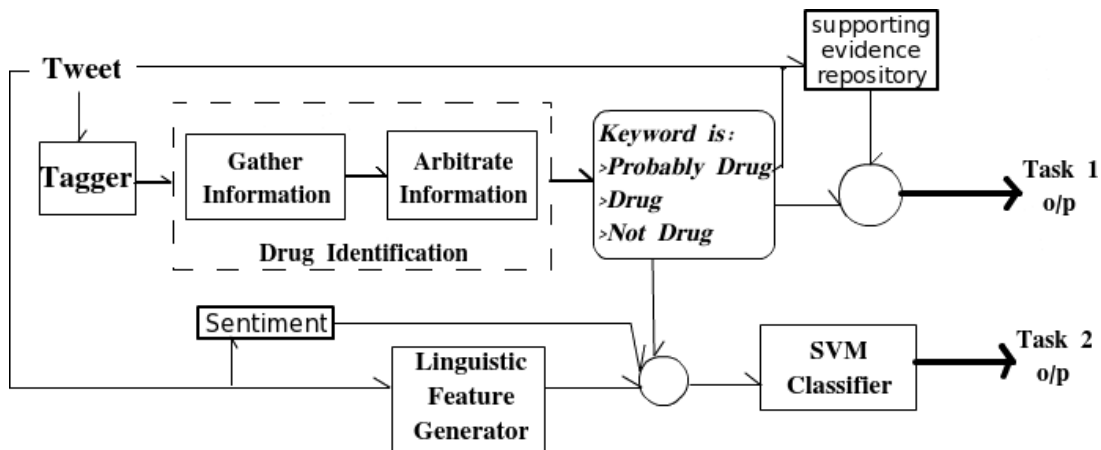 supporting
evidence
repository
Tweet
Tagger
Gather
Information
Arbitrate
Information
Drug Identification
Keyword is:
>Probably Drug
>Drug
>Not Drug
Task 1
o/p
Sentiment
Linguistic
Feature
Generator
SVM
Classifier
Task 2
o/p